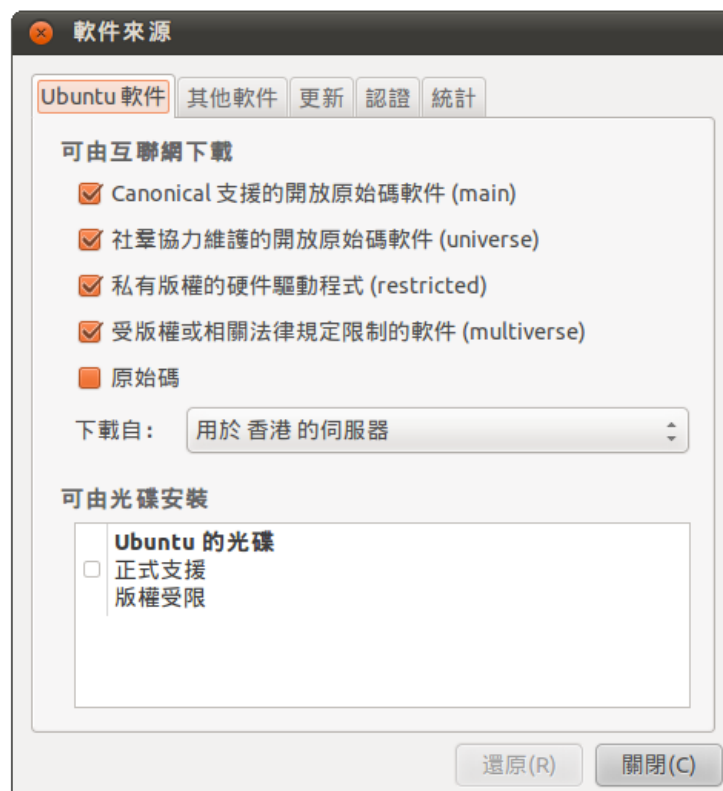 軟件來源
Ubuntu 軟件 其他軟件 更新 認證 統計
可由互聯網下載
Canonical 支援的開放原始碼軟件 (main)
社羣協力維護的開放原始碼軟件 (universe)
私有版權的硬件驅動程式 (restricted)
受版權或相關法律規定限制的軟件 (multiverse)
原始碼
下載自： 用於 香港 的伺服器
可由光碟安裝
Ubuntu 的光碟
正式支援
版權受限
還原(R) 關閉(C)